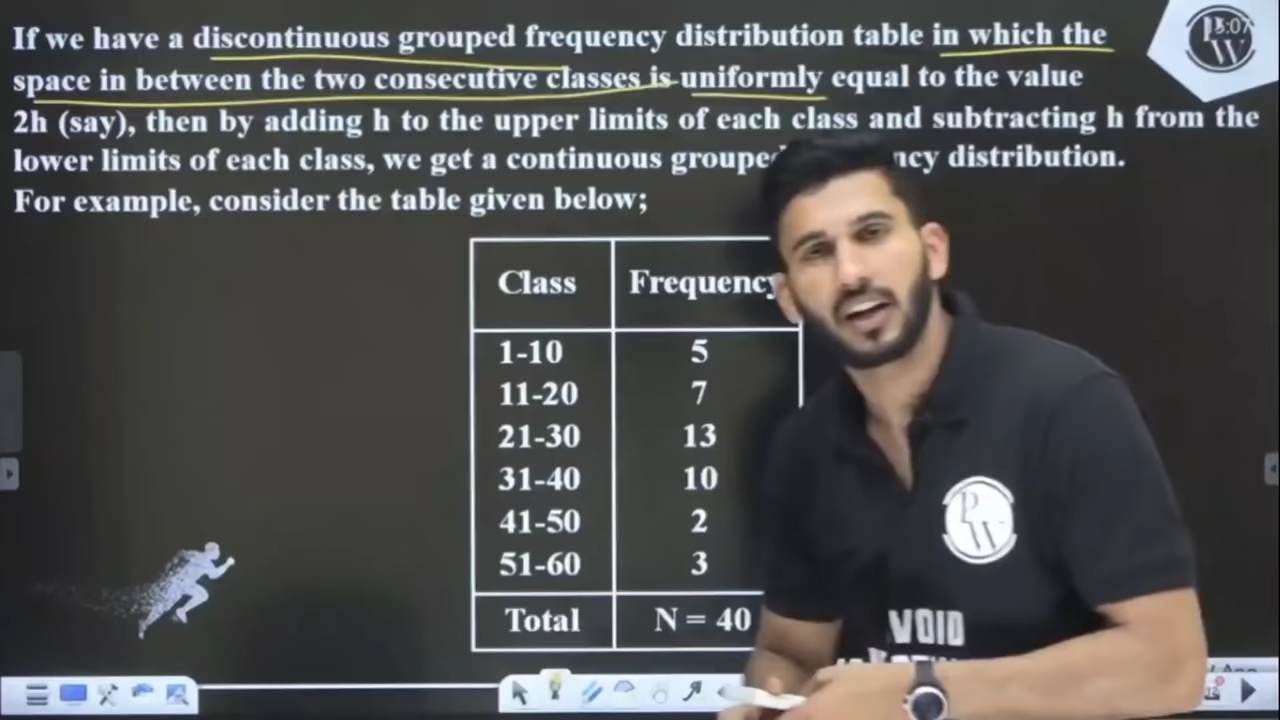 If we have a discontinuous grouped frequency distribution table in which the
space in between the two consecutive classes is uniformly equal to the value
2h (say), then by adding h to the upper limits of each class and subtracting h from the
lower limits of each class, we get a continuous grouped distribution.
For example, consider the table given below;
Class Frequency
1-10 5
11-20 7
21-30 13
31-40 10
41-50 2
51-60 3
Total N = 40
PW
PW
VOID